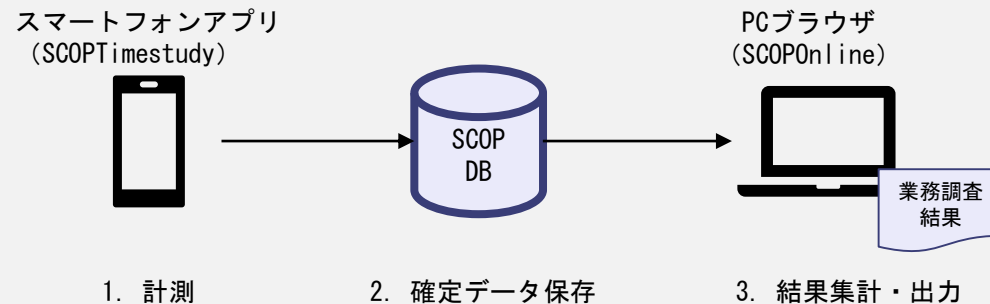 スマートフォンアプリ
（SCOPTimestudy）
PCブラウザ
（SCOPOnline）
SCOP
DB
業務調査
結果
1. 計測
2. 確定データ保存
3. 結果集計・出力